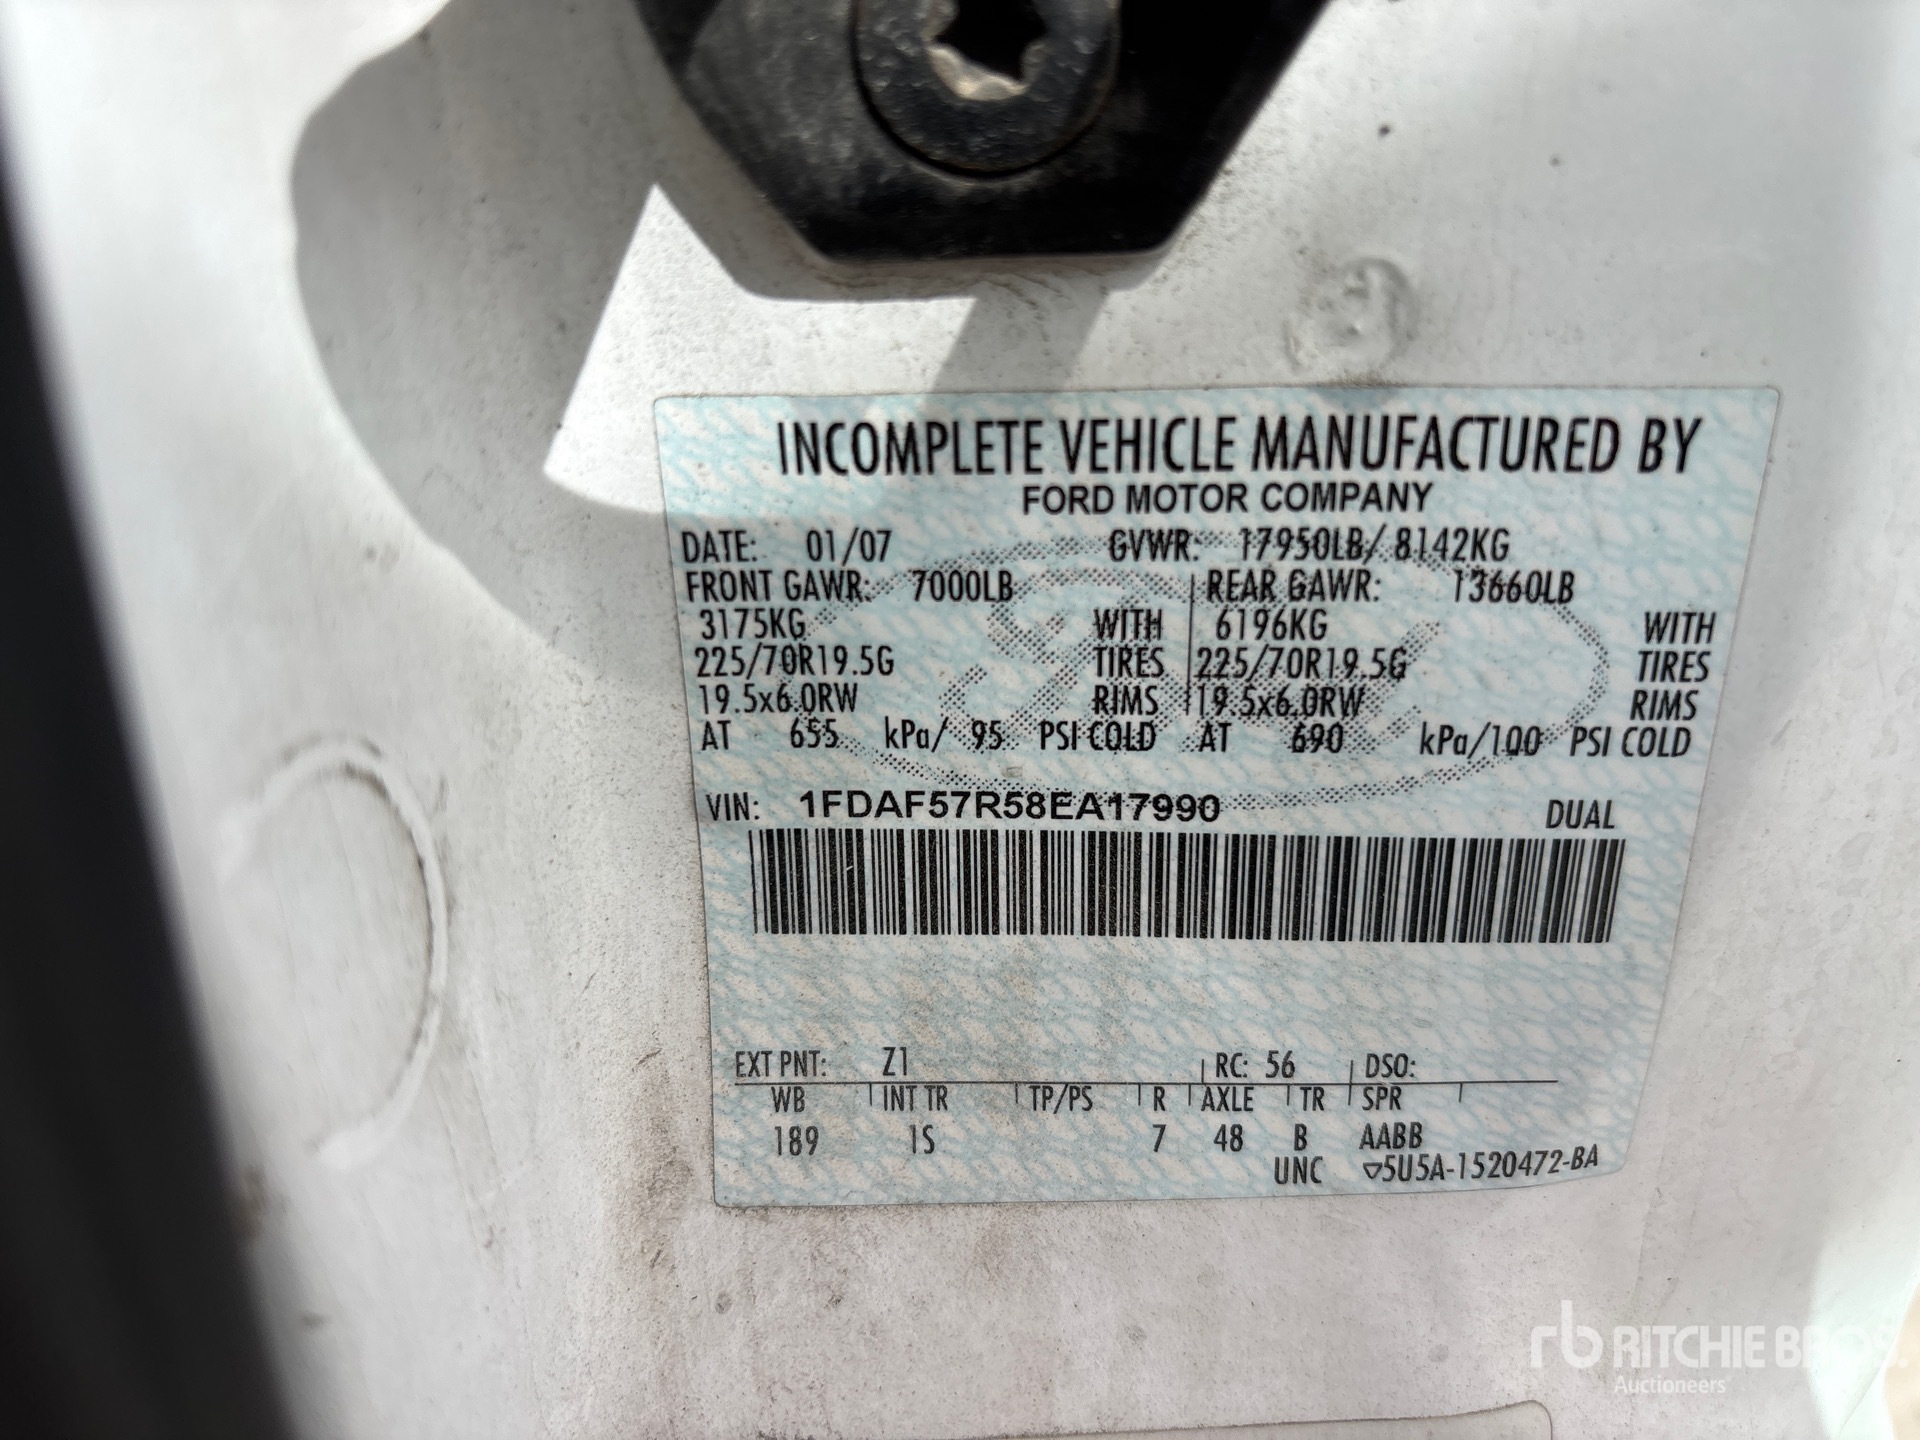 INCOMPLETE VEHICLE MANUFACTURED BY
FORD MOTOR COMPANY
DATE: 01/07 GVWR: 17950LB/ 8142KG
FRONT GAWR: 7000LB REAR GAWR: 13660LB
3175KG WITH 6196KG WITH
225/70R19.5G TIRES 225/70R19.5G TIRES
19.5x6.0RW RIMS 19.5x6.0RW RIMS
AT 655 kPa/ 95 PSI COLD AT 690 kPa/100 PSI COLD
VIN: 1FDAF57R58EA17990 DUAL
EXT PNT: Z1 RC: 56 DSO:
WB INT TR TP/PS R AXLE TR SPR
189 1S 7 48 B AABB
UNC ▽5U5A-1520472-BA
rb RITCHIE BROS.
Auctioneers